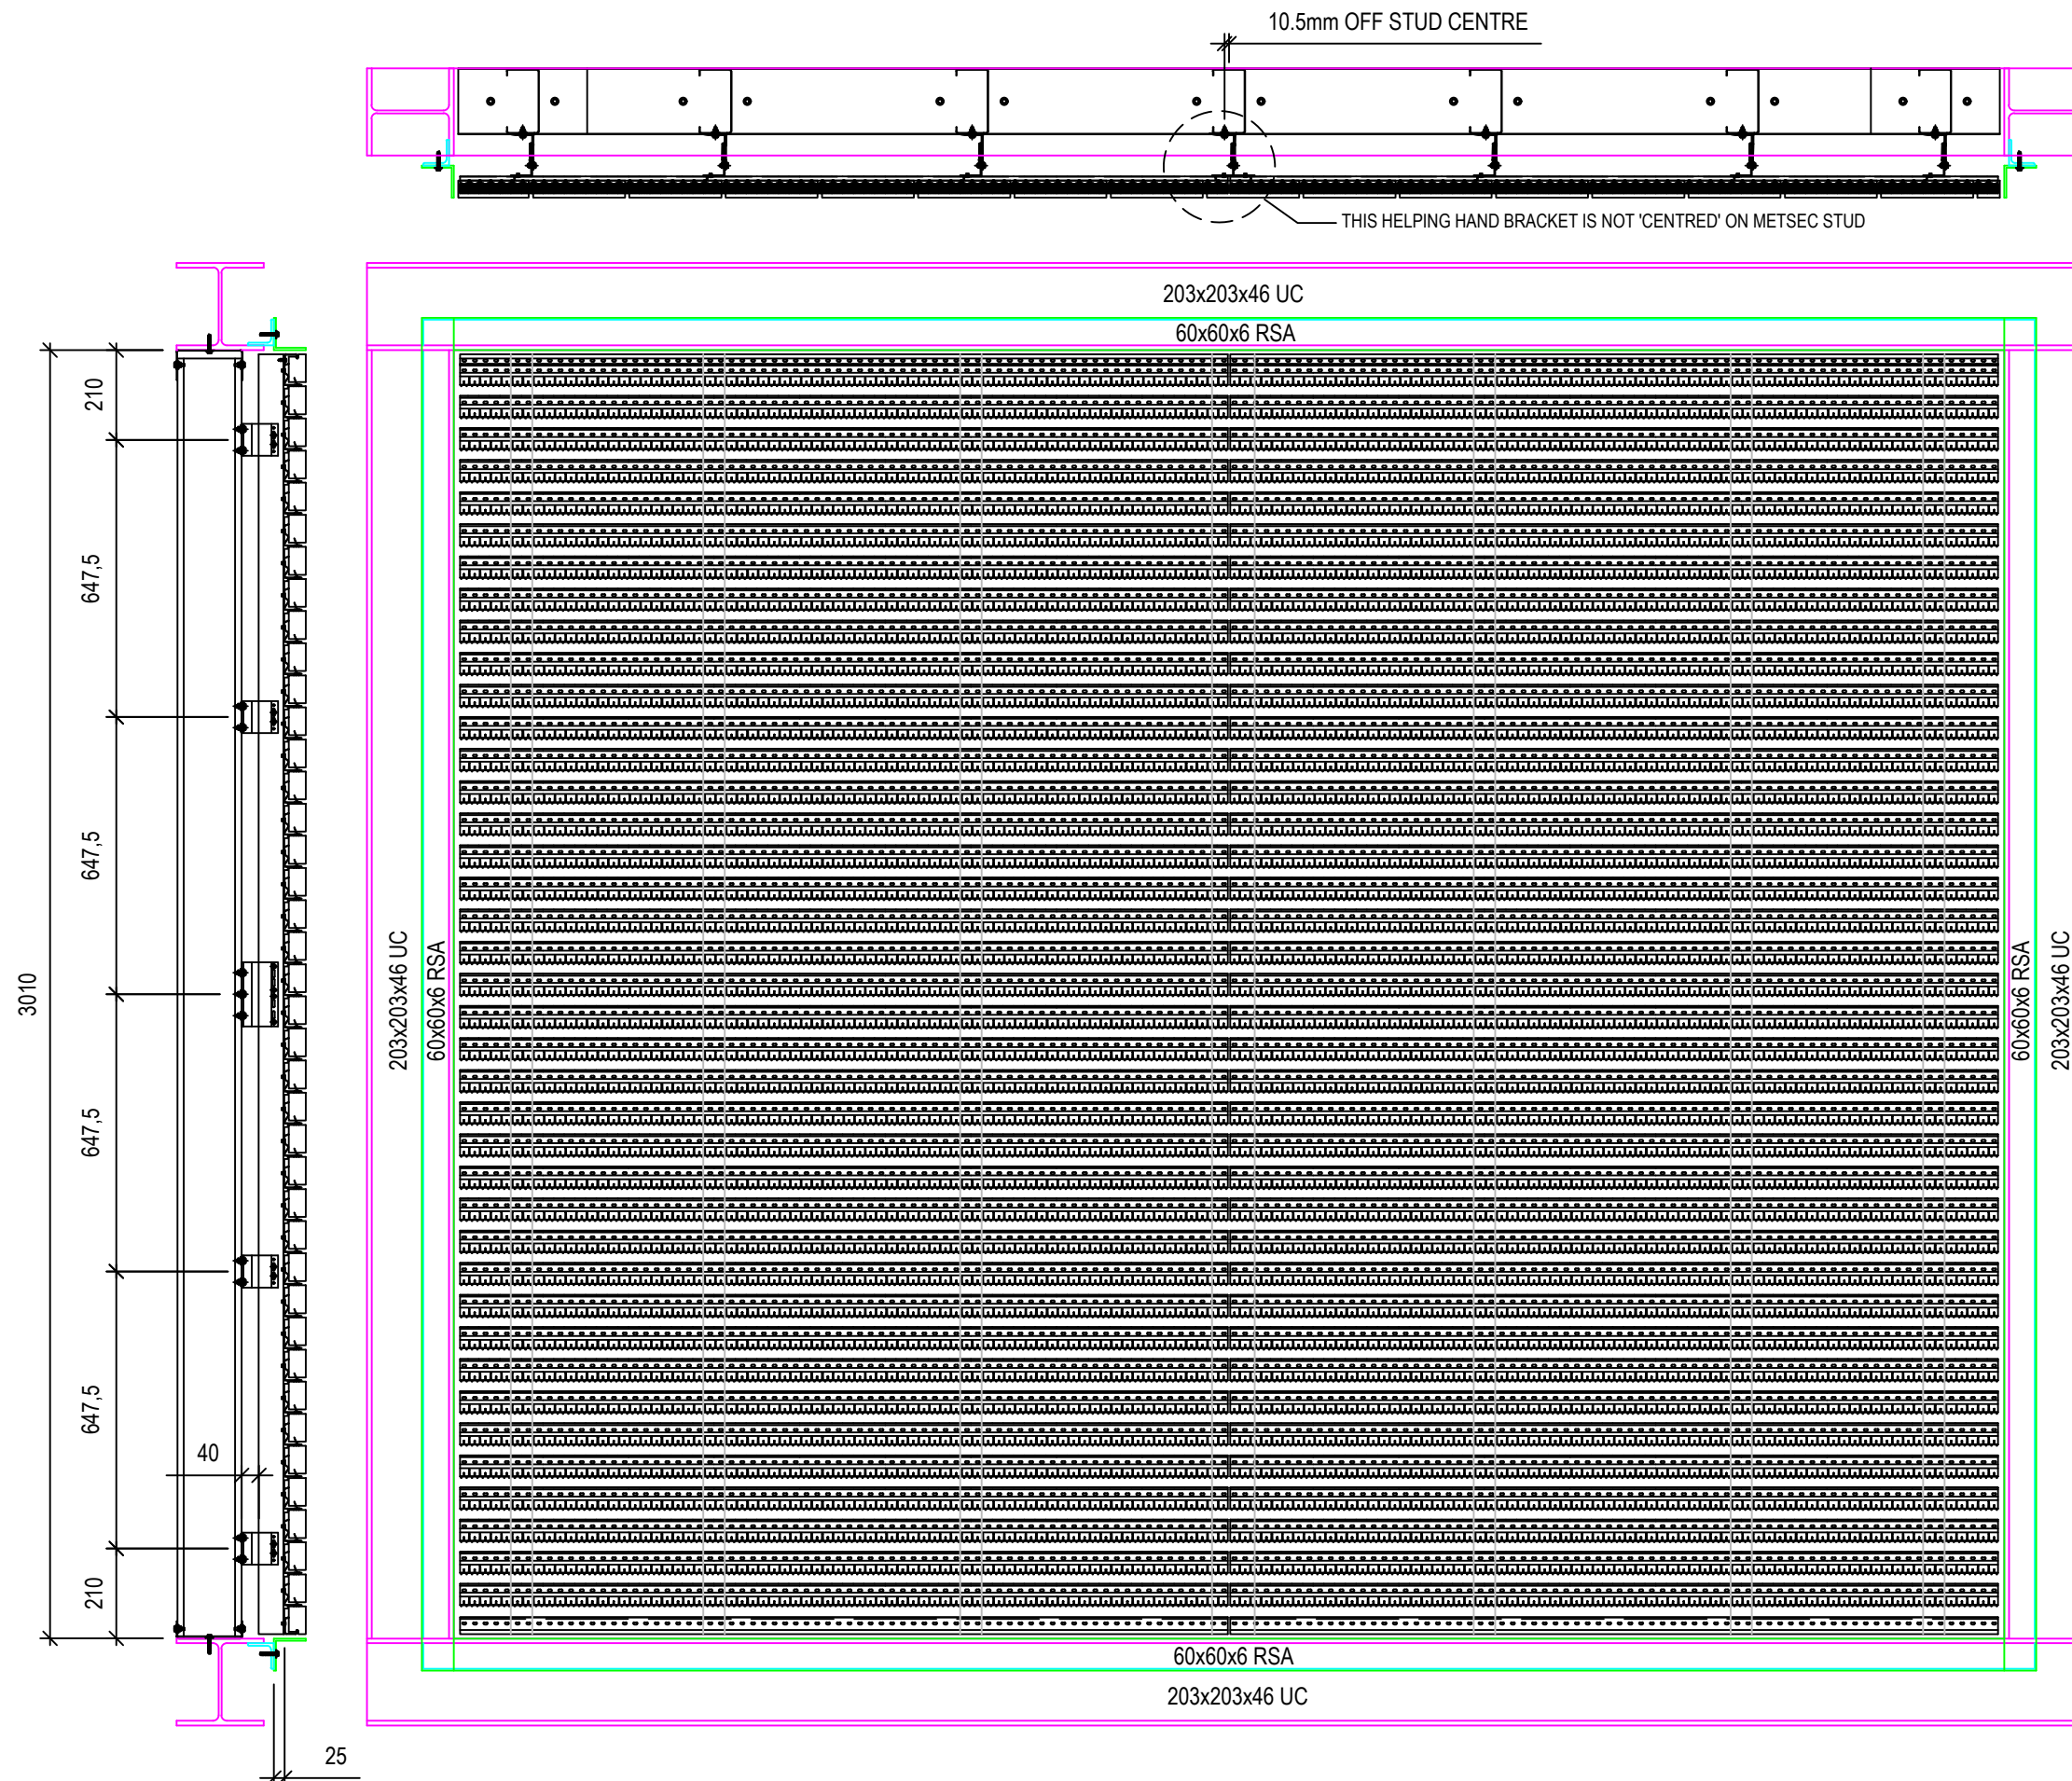 10.5mm OFF STUD CENTRE
THIS HELPING HAND BRACKET IS NOT 'CENTRED' ON METSEC STUD
203x203x46 UC
60x60x6 RSA
210
647,5
647,5
3010
203x203x46 UC
60x60x6 RSA
60x60x6 RSA
203x203x46 UC
647,5
647,5
40
210
60x60x6 RSA
203x203x46 UC
25